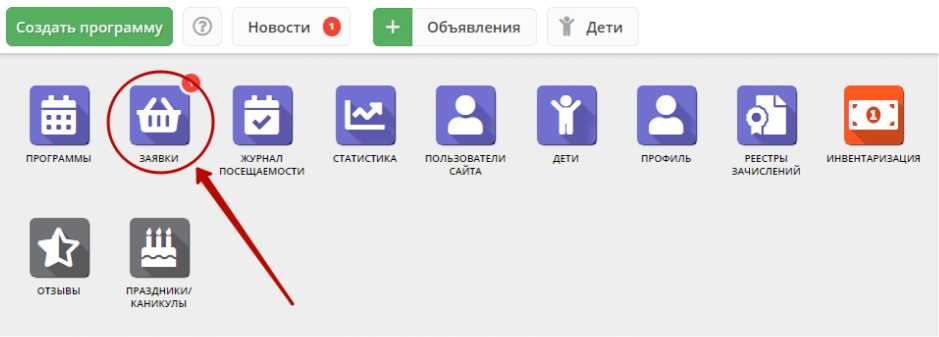 Создать программу ? Новости 1 + Объявления Дети
ПРОГРАММЫ ЗАЯВКИ ЖУРНАЛ СТАТИСТИКА ПОЛЬЗОВАТЕЛИ ДЕТИ ПРОФИЛЬ РЕЕСТРЫ ИНВЕНТАРИЗАЦИЯ
ПОСЕЩАЕМОСТИ САЙТА ЗАЧИСЛЕНИЙ
ОТЗЫВЫ ПРАЗДНИКИ/
КАНИКУЛЫ